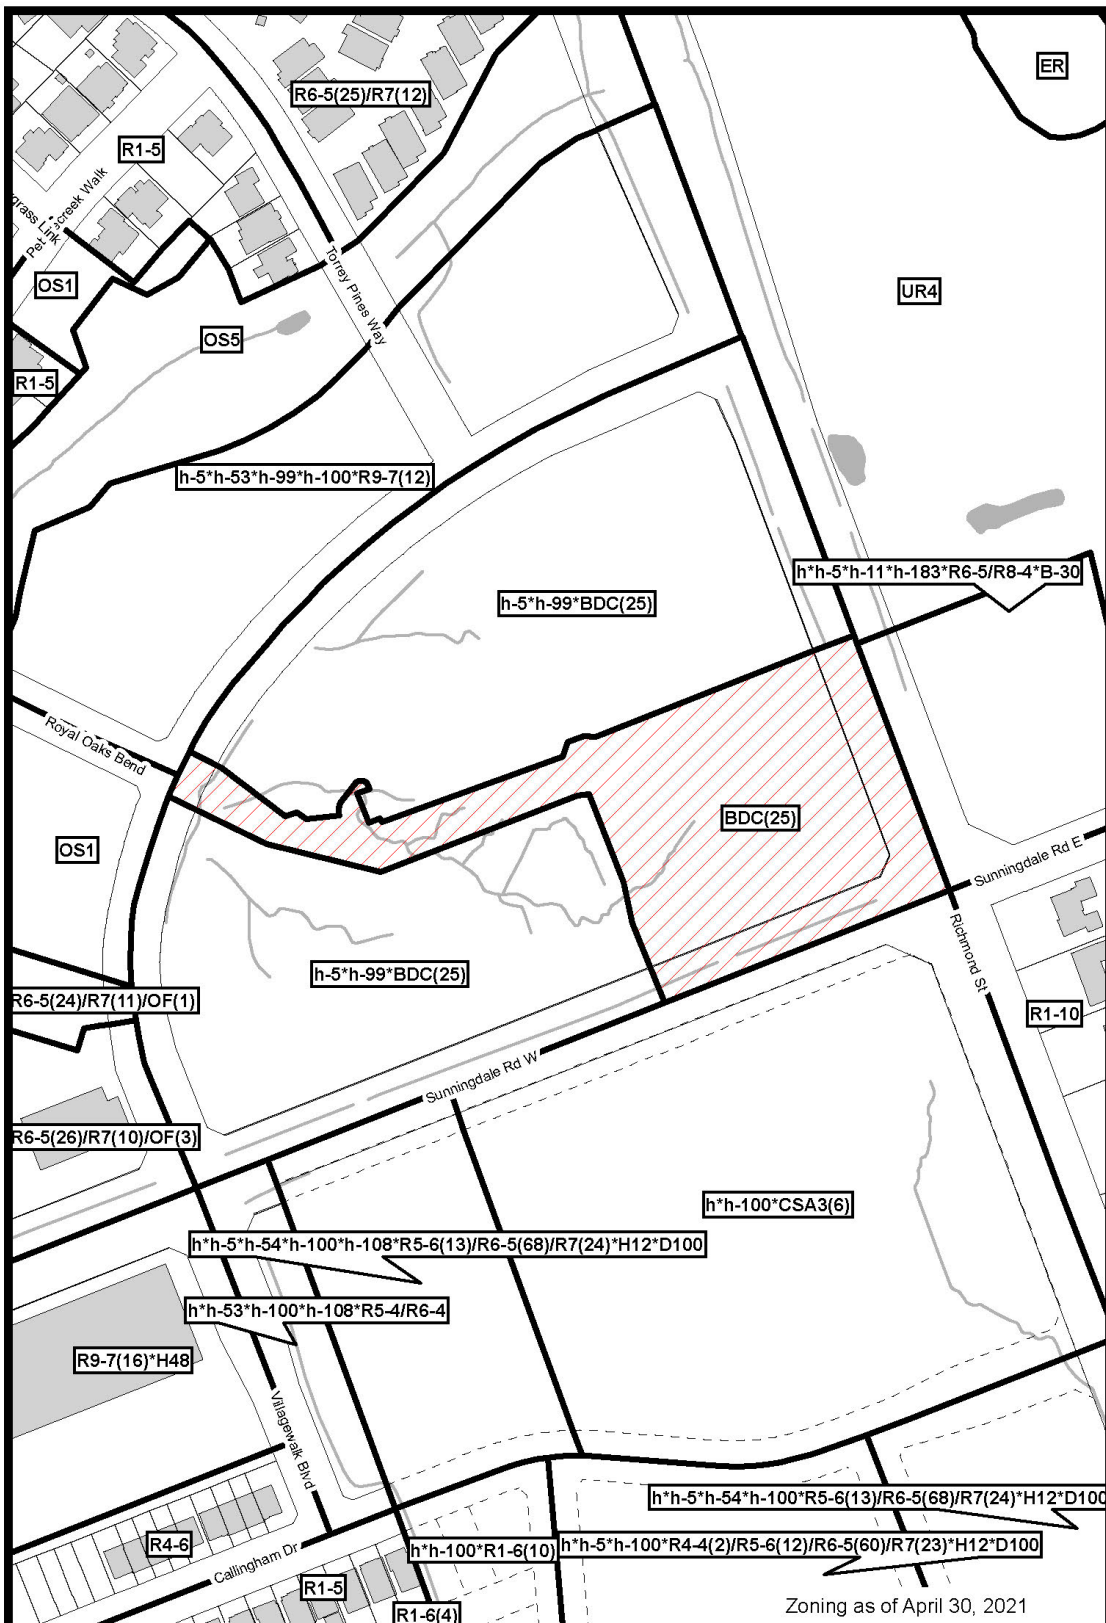 ER
R6-5(25)/R7(12)
R1-5
creek Walk
Link
OS1
Torrey Pines Way
UR4
OS5
R1-5
h-5*h-53*h-99*h-100*R9-7(12)
h*h-5*h-11*h-183*R6-5/R8-4*B-30
h-5*h-99*BDC(25)
Royal Oaks Bend
BDC(25)
OS1
Sunningdale Rd E
Richmond St
h-5*h-99*BDC(25)
R6-5(24)/R7(11)/OF(1)
R1-10
Sunningdale Rd W
R6-5(26)/R7(10)/OF(3)
h*h-100*CSA3(6)
h*h-5*h-54*h-100*h-108*R5-6(13)/R6-5(68)/R7(24)*H12*D100
h*h-53*h-100*h-108*R5-4/R6-4
R9-7(16)*H48
Villagewalk Blvd
h*h-5*h-54*h-100*R5-6(13)/R6-5(68)/R7(24)*H12*D100
R4-6
h*h-100*R1-6(10)
h*h-5*h-100*R4-4(2)/R5-6(12)/R6-5(60)/R7(23)*H12*D100
Callingham Dr
R1-5
R1-6(4)
Zoning as of April 30, 2021